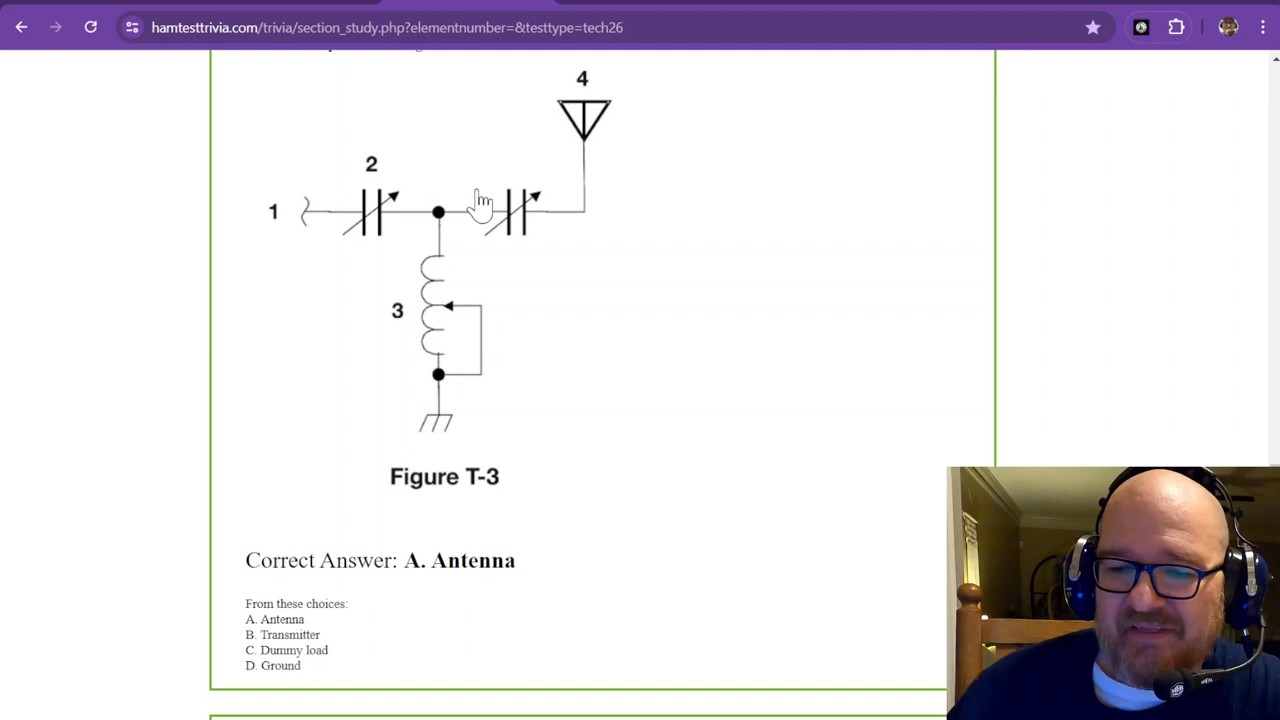 hamtesttrivia.com/trivia/section_study.php?elementnumber=&testtype=tech26
4
2
1
3
Figure T-3
Correct Answer: A. Antenna
From these choices:
A. Antenna
B. Transmitter
C. Dummy load
D. Ground